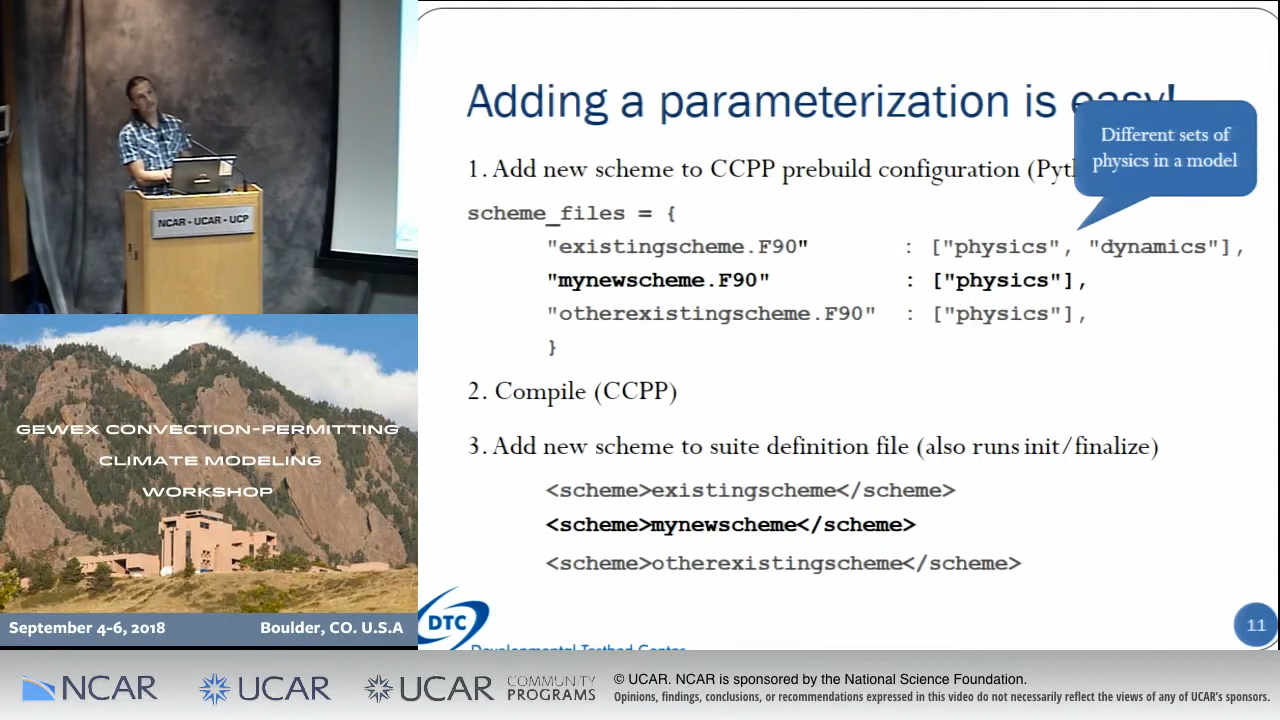 NCAR - UCAR - UCP
GEWEX CONVECTION-PERMITTING
CLIMATE MODELING
WORKSHOP
September 4-6, 2018
Boulder, CO. U.S.A
Adding a parameterization is easy!
Different sets of
physics in a model
1. Add new scheme to CCPP prebuild configuration
scheme_files = {
"existingscheme.F90" : ["physics", "dynamics"],
"mynewscheme.F90" : ["physics"],
"otherexistingscheme.F90" : ["physics"],
}
2. Compile (CCPP)
3. Add new scheme to suite definition file (also runs init/finalize)
<scheme>existingscheme</scheme>
<scheme>mynewscheme</scheme>
<scheme>otherexistingscheme</scheme>
DTC
Developmental Testbed Center
11
NCAR
UCAR
UCAR
COMMUNITY
PROGRAMS
© UCAR. NCAR is sponsored by the National Science Foundation.
Opinions, findings, conclusions, or recommendations expressed in this video do not necessarily reflect the views of any of UCAR's sponsors.